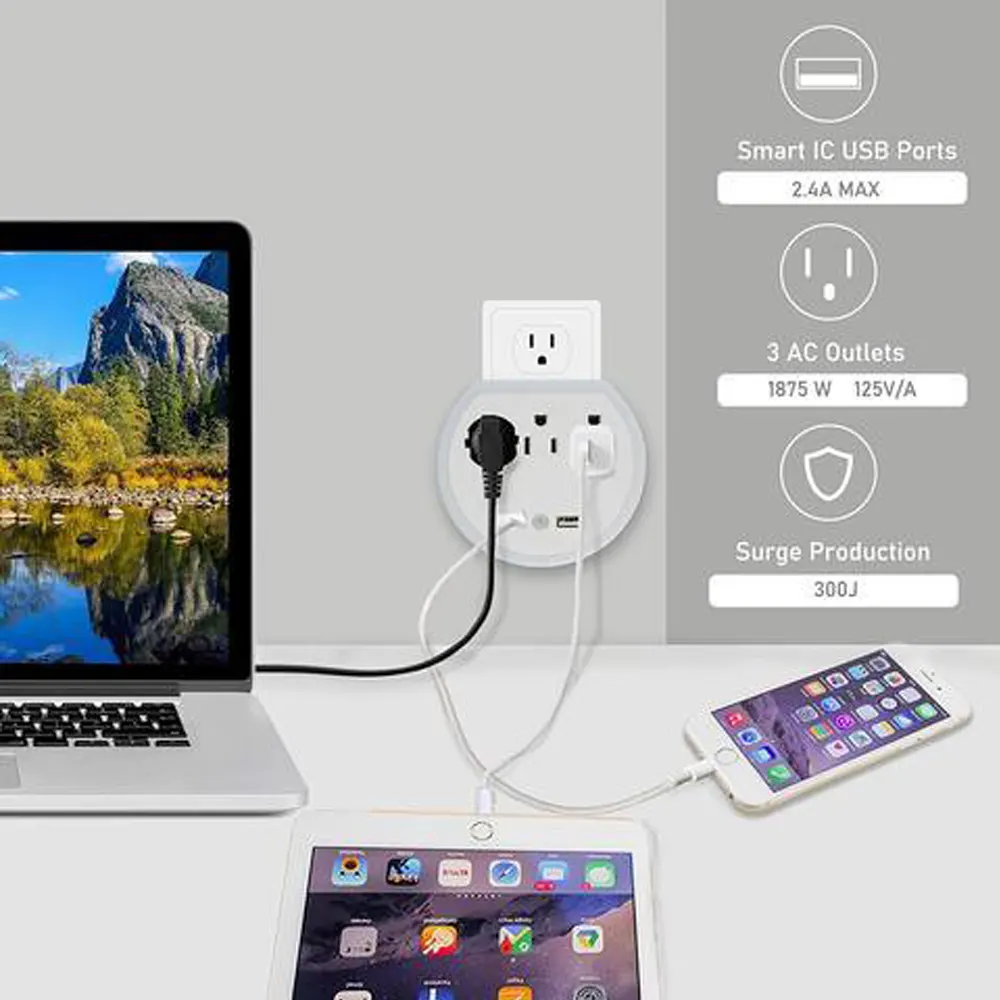 Smart IC USB Ports
2.4A MAX
3 AC Outlets
1875 W 125V/A
Surge Production
300J